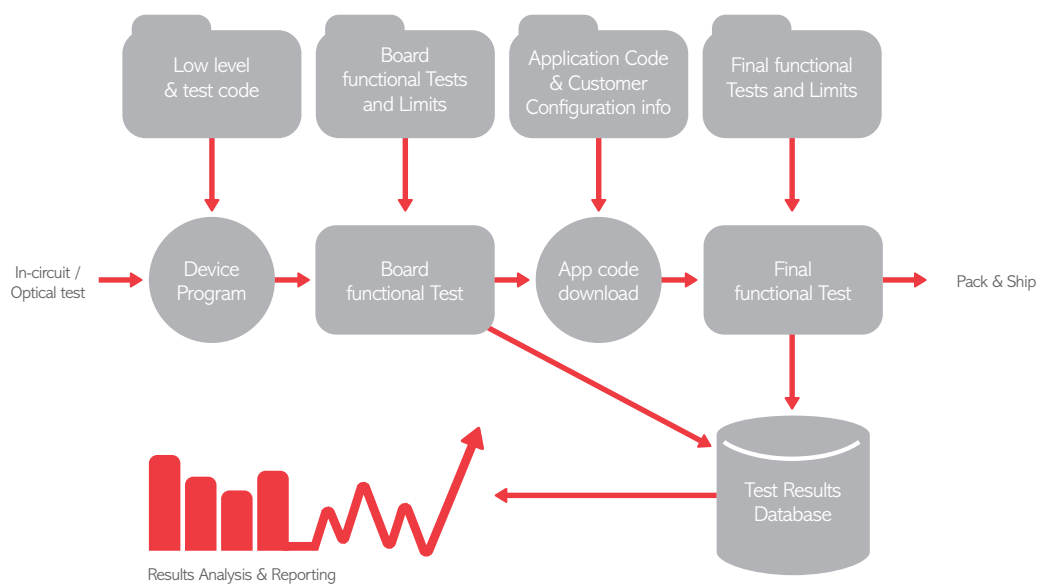 Low level
& test code
Board
functional Tests
and Limits
Application Code
& Customer
Configuration info
Final functional
Tests and Limits
In-circuit /
Optical test
Device
Program
Board
functional Test
App code
download
Final
functional Test
Pack & Ship
Test Results
Database
Results Analysis & Reporting